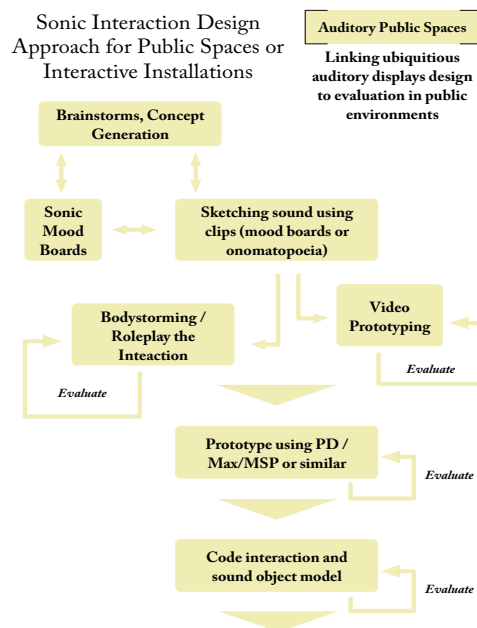 Sonic Interaction Design
Approach for Public Spaces or
Interactive Installations
Auditory Public Spaces
Linking ubiquitious
auditory displays design
to evaluation in public
environments
Brainstorms, Concept
Generation
Sonic
Mood
Boards
Sketching sound using
clips (mood boards or
onomatopoeia)
Bodystorming /
Roleplay the
Inteaction
Video
Prototyping
Evaluate
Evaluate
Prototype using PD /
Max/MSP or similar
Evaluate
Code interaction and
sound object model
Evaluate